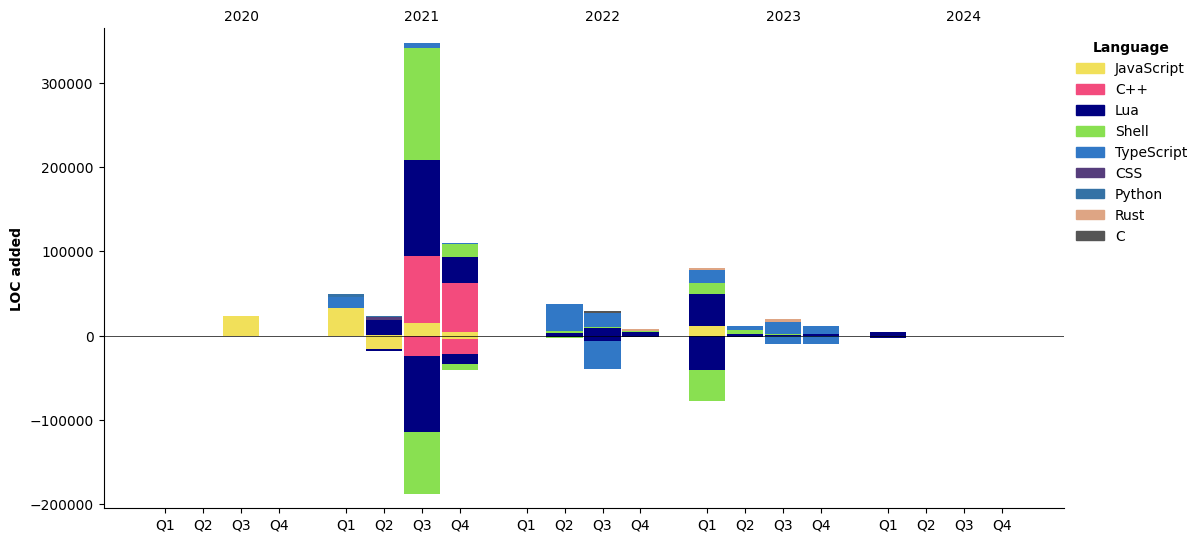 2020 2021 2022 2023 2024
Language
JavaScript
C++
Lua
Shell
TypeScript
CSS
Python
Rust
C
LOC added
300000
200000
100000
0
−100000
−200000
Q1 Q2 Q3 Q4 Q1 Q2 Q3 Q4 Q1 Q2 Q3 Q4 Q1 Q2 Q3 Q4 Q1 Q2 Q3 Q4